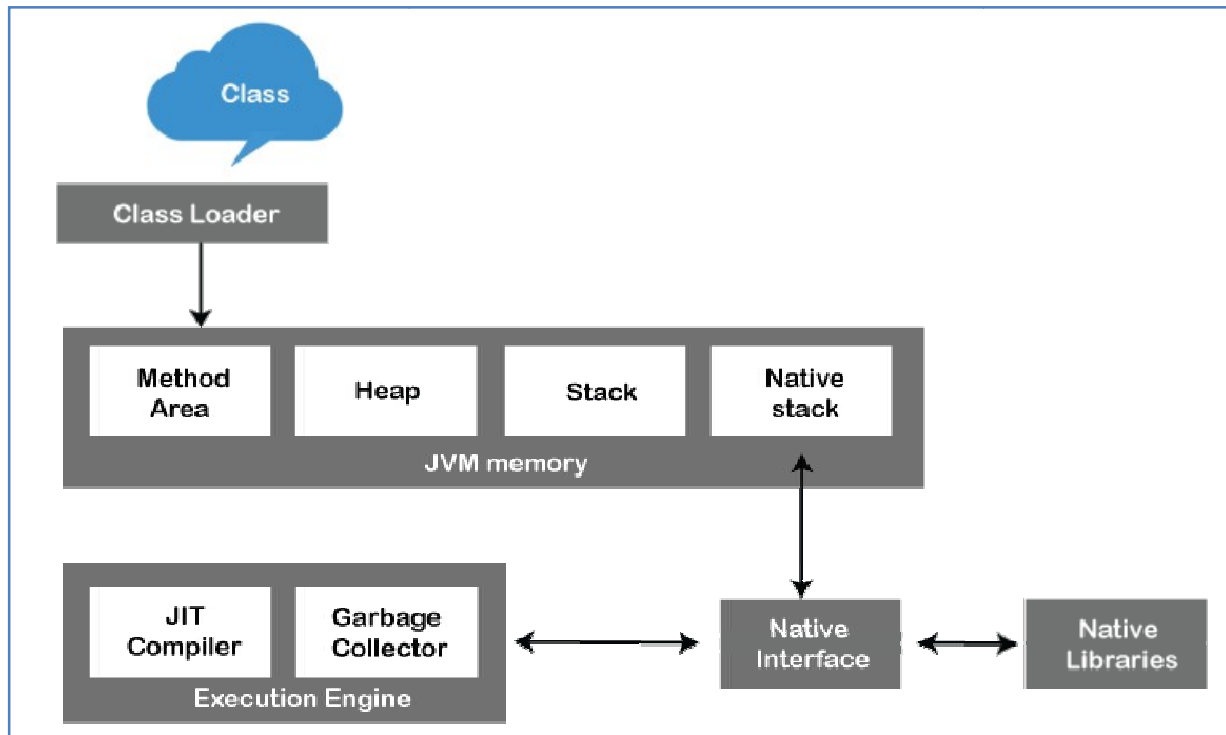 Class
Class Loader
Method
Area
Heap
Stack
Native
stack
JVM memory
JIT
Compiler
Garbage
Collector
Execution Engine
Native
Interface
Native
Libraries